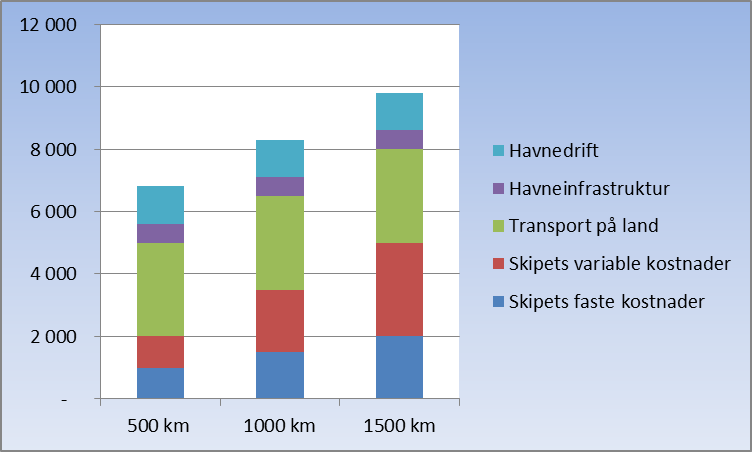 12 000
10 000
8 000
6 000
4 000
2 000
-
500 km 1000 km 1500 km
Havnedrift
Havneinfrastruktur
Transport på land
Skipets variable kostnader
Skipets faste kostnader